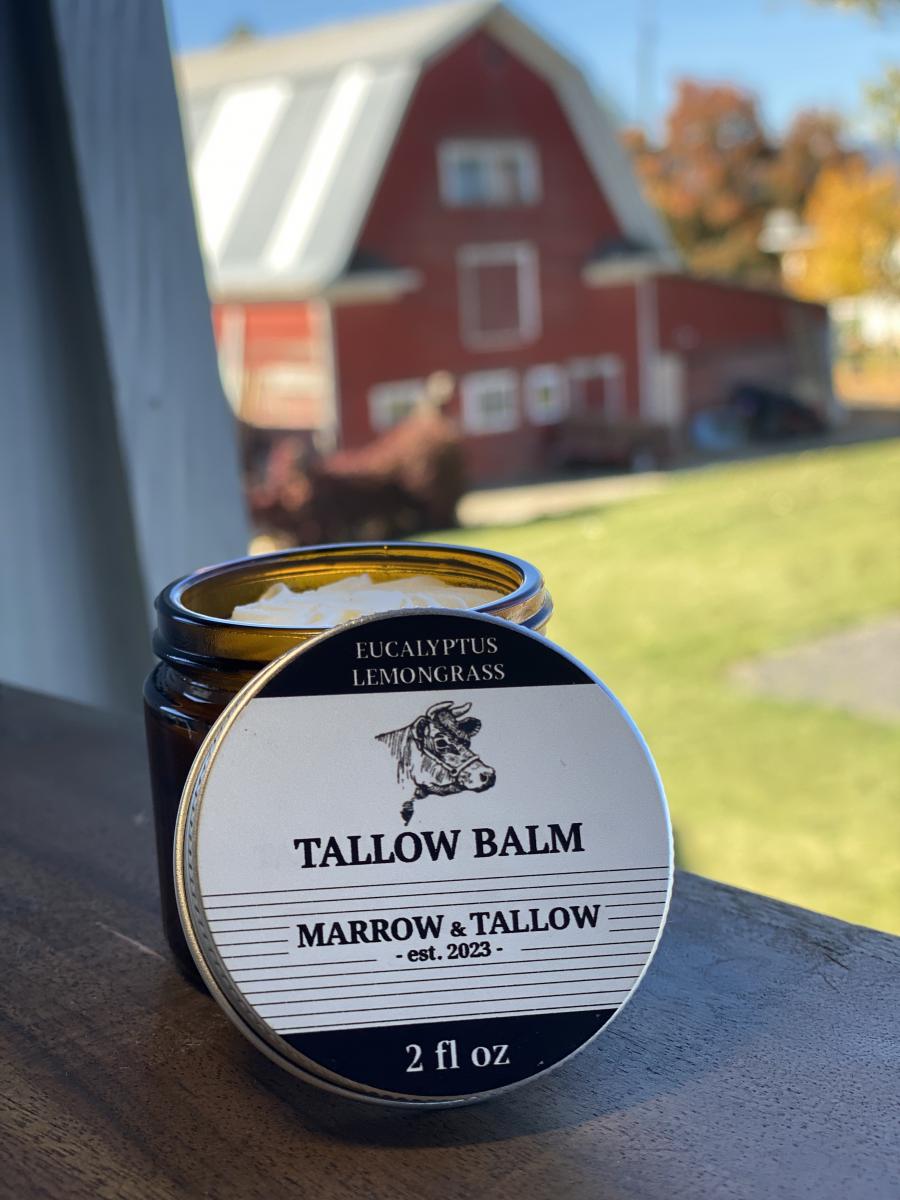 EUCALYPTUS
LEMONGRASS
TALLOW BALM
MARROW & TALLOW
- est. 2023 -
2 fl oz